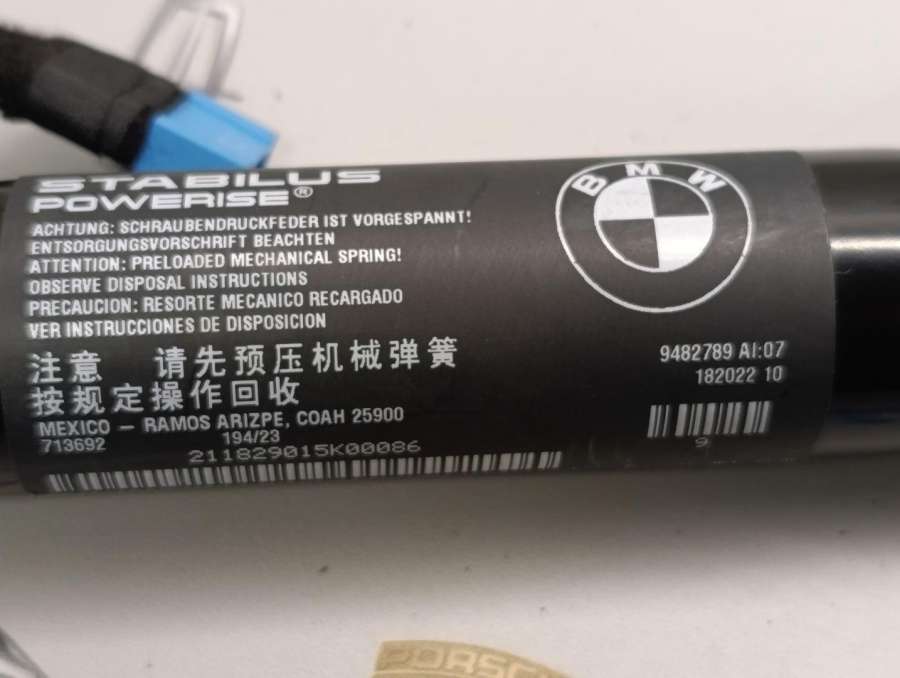 STABILUS
POWERISE®
ACHTUNG: SCHRAUBENDRUCKFEDER IST VORGESPANNT!
ENTSORGUNGSVORSCHRIFT BEACHTEN
ATTENTION: PRELOADED MECHANICAL SPRING!
OBSERVE DISPOSAL INSTRUCTIONS
PRECAUCION: RESORTE MECANICO RECARGADO
VER INSTRUCCIONES DE DISPOSICION
注意 请先预压机械弹簧
按规定操作回收
MEXICO – RAMOS ARIZPE, COAH 25900
713692 194/23
211829015K00086
BMW
9482789 AI:07
182022 10
9
PORSCHE